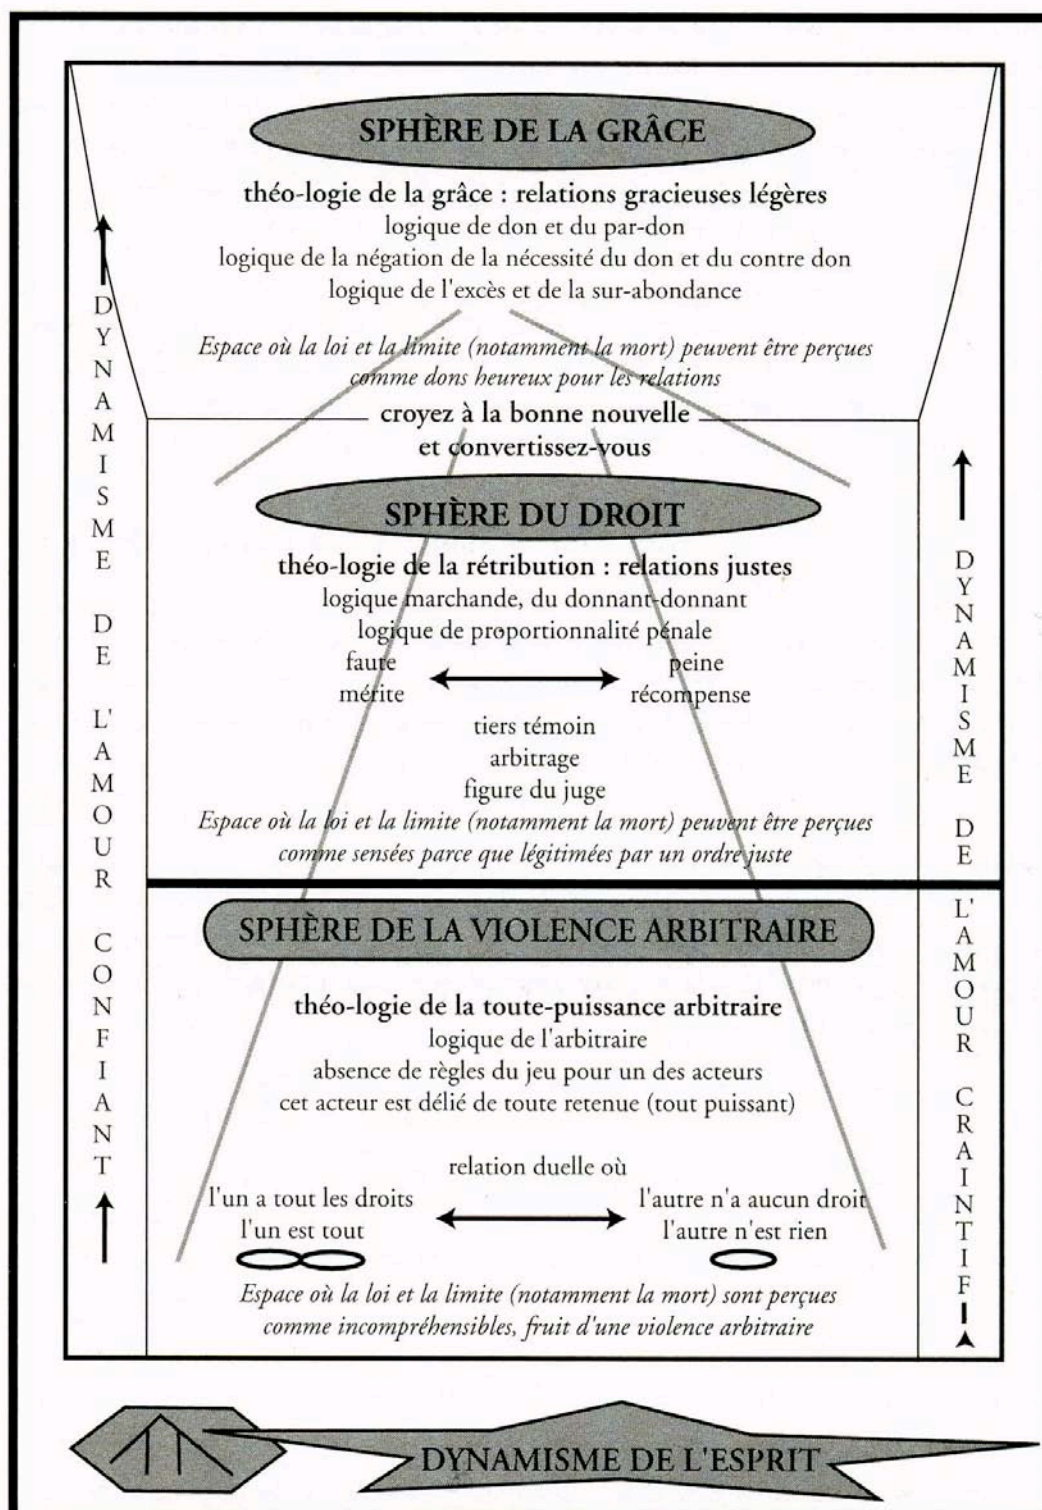 SPHÈRE DE LA GRÂCE
théo-logie de la grâce : relations gracieuses légères
logique de don et du par-don
logique de la négation de la nécessité du don et du contre don
logique de l'excès et de la sur-abondance
Espace où la loi et la limite (notamment la mort) peuvent être perçues
comme dons heureux pour les relations
croyez à la bonne nouvelle
et convertissez-vous
SPHÈRE DU DROIT
théo-logie de la rétribution : relations justes
logique marchande, du donnant-donnant
logique de proportionnalité pénale
faute peine
mérite récompense
tiers témoin
arbitrage
figure du juge
Espace où la loi et la limite (notamment la mort) peuvent être perçues
comme sensées parce que légitimées par un ordre juste
SPHÈRE DE LA VIOLENCE ARBITRAIRE
théo-logie de la toute-puissance arbitraire
logique de l'arbitraire
absence de règles du jeu pour un des acteurs
cet acteur est délié de toute retenue (tout puissant)
relation duelle où
l'un a tout les droits l'autre n'a aucun droit
l'un est tout l'autre n'est rien
Espace où la loi et la limite (notamment la mort) sont perçues
comme incompréhensibles, fruit d'une violence arbitraire
DYNAMISME DE L'AMOUR CONFIANT
DYNAMISME DE L'AMOUR CRAINTIF
DYNAMISME DE L'ESPRIT